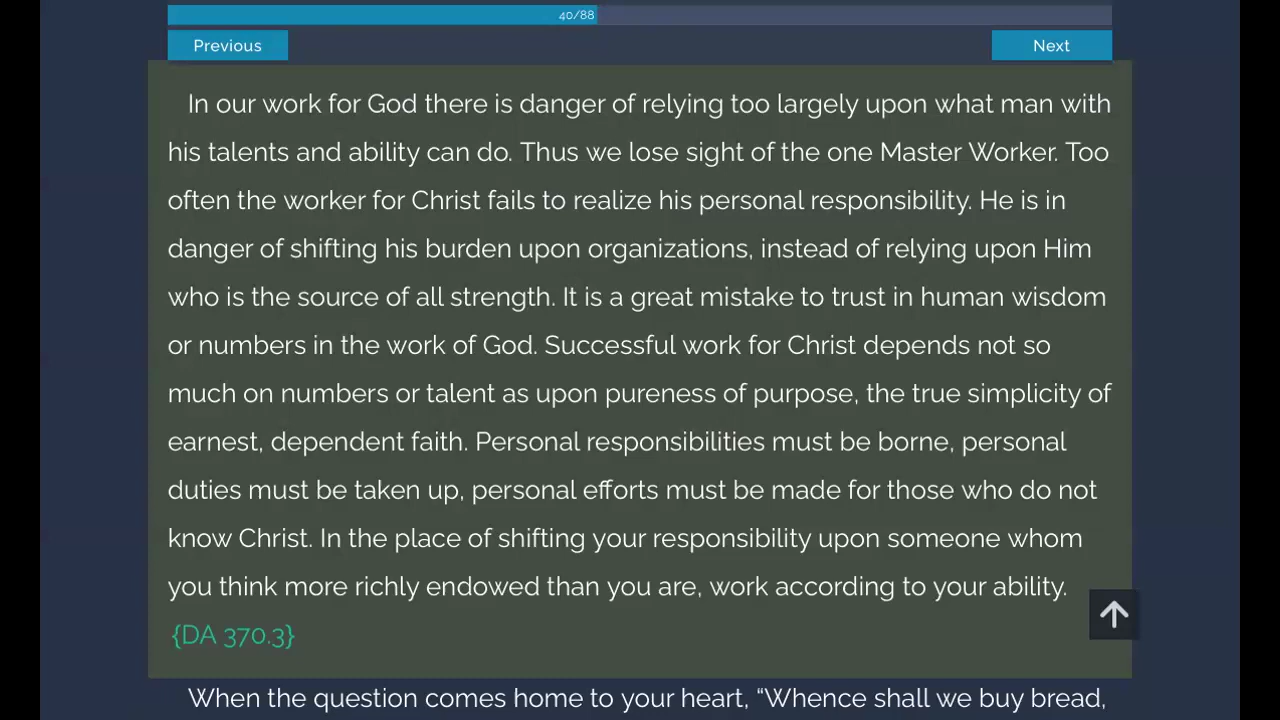 40/88
Previous
Next
In our work for God there is danger of relying too largely upon what man with
his talents and ability can do. Thus we lose sight of the one Master Worker. Too
often the worker for Christ fails to realize his personal responsibility. He is in
danger of shifting his burden upon organizations, instead of relying upon Him
who is the source of all strength. It is a great mistake to trust in human wisdom
or numbers in the work of God. Successful work for Christ depends not so
much on numbers or talent as upon pureness of purpose, the true simplicity of
earnest, dependent faith. Personal responsibilities must be borne, personal
duties must be taken up, personal efforts must be made for those who do not
know Christ. In the place of shifting your responsibility upon someone whom
you think more richly endowed than you are, work according to your ability.
{DA 370.3}
When the question comes home to your heart, “Whence shall we buy bread,